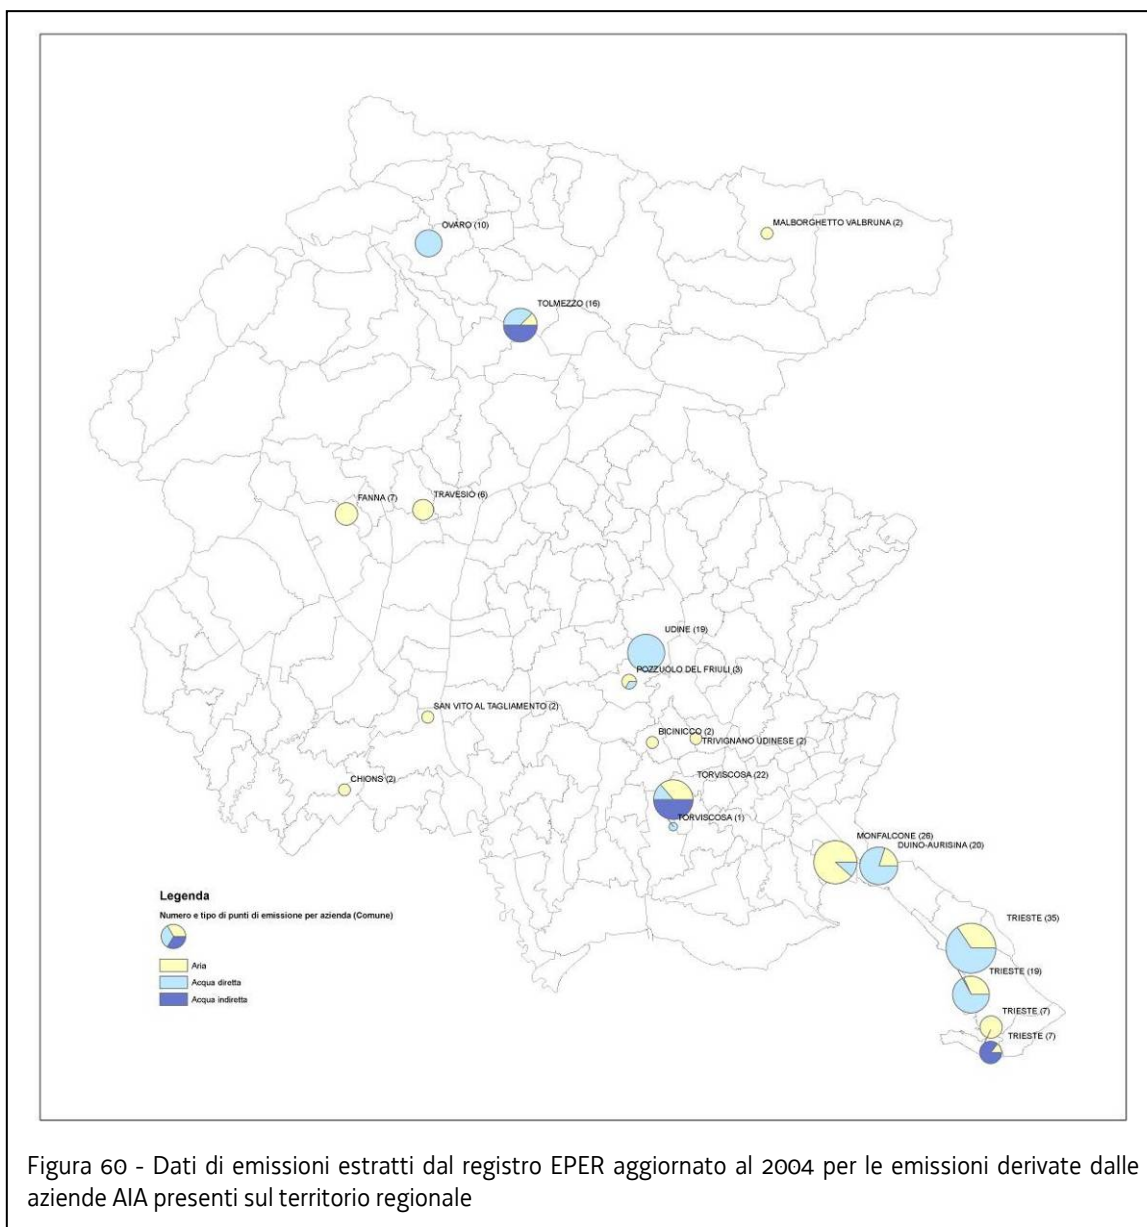 OVARO (10)
MALBORGHETTO VALBRUNA (2)
TOLMEZZO (16)
FANNA (7)
TRAVESIO (6)
UDINE (19)
POZZUOLO DEL FRIULI (3)
SAN VITO AL TAGLIAMENTO (2)
BICINICCO (2)
TRIVIGNANO UDINESE (2)
CHIONS (2)
TORVISCOSA (22)
TORVISCOSA (1)
MONFALCONE (26)
DUINO-AURISINA (20)
TRIESTE (35)
TRIESTE (19)
TRIESTE (7)
TRIESTE (7)
Legenda
Numero e tipo di punti di emissione per azienda (Comune)
Aria
Acqua diretta
Acqua indiretta
Figura 60 - Dati di emissioni estratti dal registro EPER aggiornato al 2004 per le emissioni derivate dalle
aziende AIA presenti sul territorio regionale